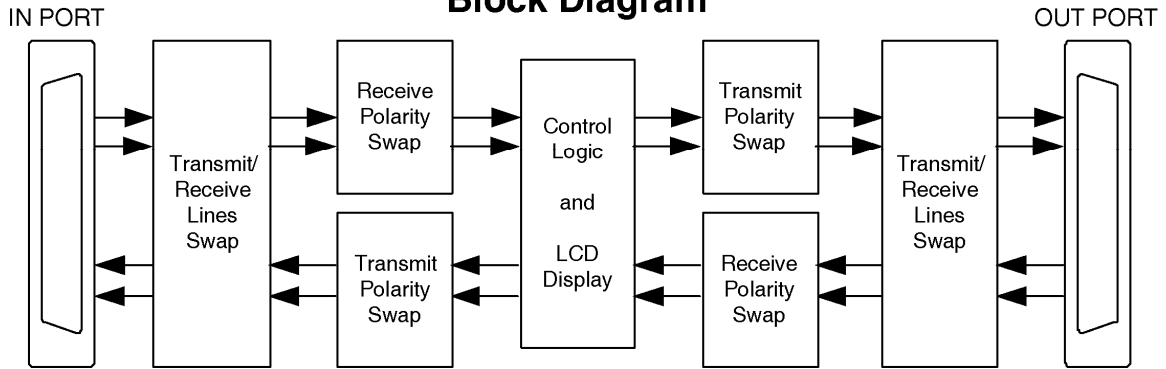 Block Diagram
IN PORT
OUT PORT
Transmit/
Receive
Lines
Swap
Receive
Polarity
Swap
Transmit
Polarity
Swap
Control
Logic
and
LCD
Display
Transmit
Polarity
Swap
Receive
Polarity
Swap
Transmit/
Receive
Lines
Swap